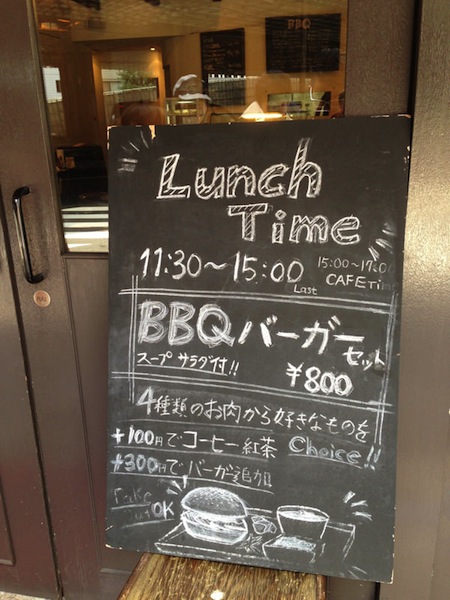 BBQ
Lunch
Time
11:30～15:00
Last
15:00～17:00
CAFETi
BBQバーガー
セット
スープ サラダ付!!
¥800
4種類のお肉から好きなものを
Choice!!
+100円でコーヒー紅茶
+300円でバーガー追加
Take
out OK